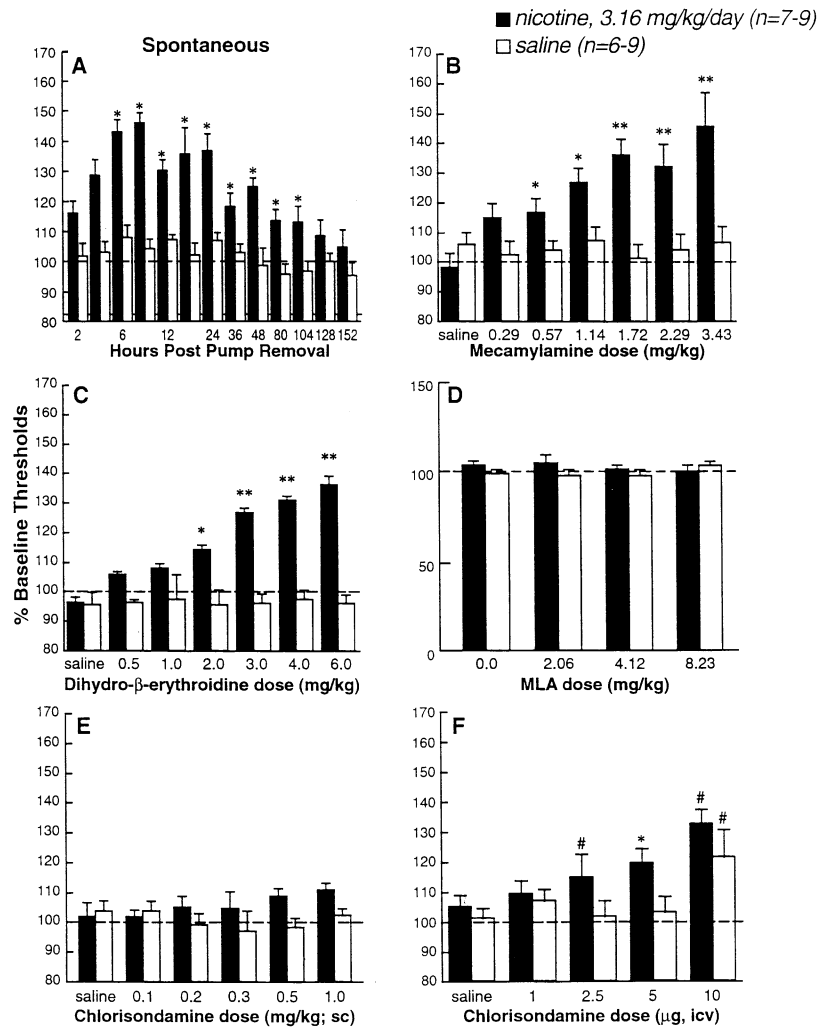 nicotine, 3.16 mg/kg/day (n=7-9)
saline (n=6-9)
% Baseline Thresholds
Spontaneous
A
170
160
150
140
130
120
110
100
90
80
* * * * * * * * * *
2 6 12 24 36 48 80 104 128 152
Hours Post Pump Removal
B
170
160
150
140
130
120
110
100
90
80
* * ** ** **
saline 0.29 0.57 1.14 1.72 2.29 3.43
Mecamylamine dose (mg/kg)
C
170
160
150
140
130
120
110
100
90
80
* ** ** **
saline 0.5 1.0 2.0 3.0 4.0 6.0
Dihydro-β-erythroidine dose (mg/kg)
D
150
100
50
0
0.0 2.06 4.12 8.23
MLA dose (mg/kg)
E
170
160
150
140
130
120
110
100
90
80
saline 0.1 0.2 0.3 0.5 1.0
Chlorisondamine dose (mg/kg; sc)
F
170
160
150
140
130
120
110
100
90
80
# * # #
saline 1 2.5 5 10
Chlorisondamine dose (µg, icv)